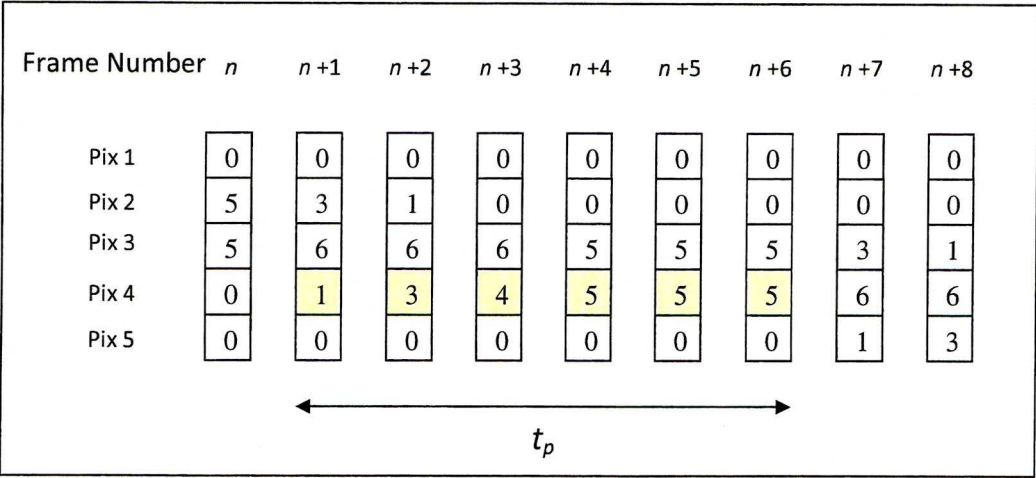 Frame Number n n +1 n +2 n +3 n +4 n +5 n +6 n +7 n +8
Pix 1 0 0 0 0 0 0 0 0 0
Pix 2 5 3 1 0 0 0 0 0 0
Pix 3 5 6 6 6 5 5 5 3 1
Pix 4 0 1 3 4 5 5 5 6 6
Pix 5 0 0 0 0 0 0 0 1 3
tp